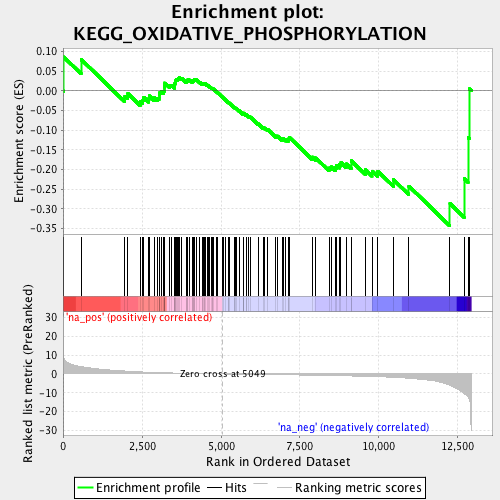 Enrichment plot:
KEGG_OXIDATIVE_PHOSPHORYLATION
Enrichment score (ES)
0.10
0.05
0.00
-0.05
-0.10
-0.15
-0.20
-0.25
-0.30
-0.35
Ranked list metric (PreRanked)
30
20
10
0
-10
-20
-30
'na_pos' (positively correlated)
Zero cross at 5049
'na_neg' (negatively correlated)
0
2,500
5,000
7,500
10,000
12,500
Rank in Ordered Dataset
Enrichment profile
Hits
Ranking metric scores